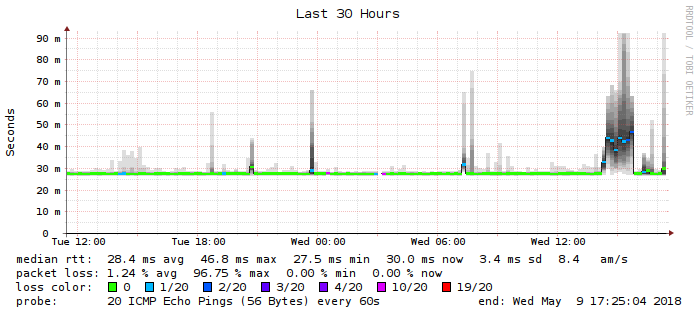 Last 30 Hours
RRDTOOL / TOBI OETIKER
Seconds
90 m
80 m
70 m
60 m
50 m
40 m
30 m
20 m
10 m
0
Tue 12:00 Tue 18:00 Wed 00:00 Wed 06:00 Wed 12:00
median rtt: 28.4 ms avg 46.8 ms max 27.5 ms min 30.0 ms now 3.4 ms sd 8.4 am/s
packet loss: 1.24 % avg 96.75 % max 0.00 % min 0.00 % now
loss color: 0 1/20 2/20 3/20 4/20 10/20 19/20
probe: 20 ICMP Echo Pings (56 Bytes) every 60s end: Wed May 9 17:25:04 2018